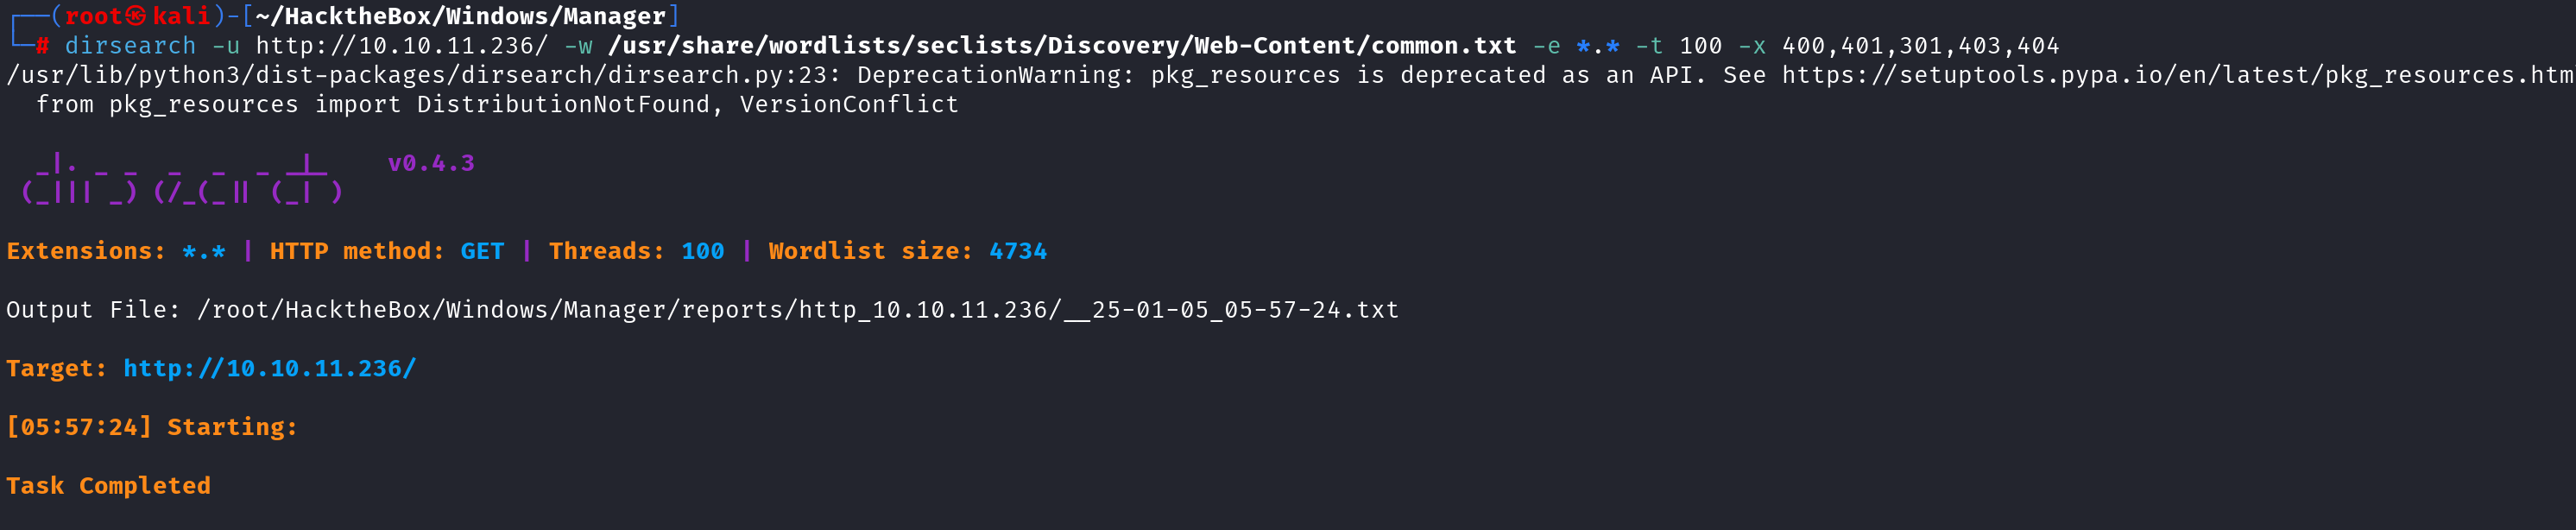 ┌──(root㉿kali)-[~/HacktheBox/Windows/Manager]
└─# dirsearch -u http://10.10.11.236/ -w /usr/share/wordlists/seclists/Discovery/Web-Content/common.txt -e *.* -t 100 -x 400,401,301,403,404
/usr/lib/python3/dist-packages/dirsearch/dirsearch.py:23: DeprecationWarning: pkg_resources is deprecated as an API. See https://setuptools.pypa.io/en/latest/pkg_resources.htm
  from pkg_resources import DistributionNotFound, VersionConflict

  _|. _ _  _  _  _ _|_    v0.4.3
 (_||| _) (/_(_|| (_| )

Extensions: *.* | HTTP method: GET | Threads: 100 | Wordlist size: 4734

Output File: /root/HacktheBox/Windows/Manager/reports/http_10.10.11.236/__25-01-05_05-57-24.txt

Target: http://10.10.11.236/

[05:57:24] Starting:

Task Completed